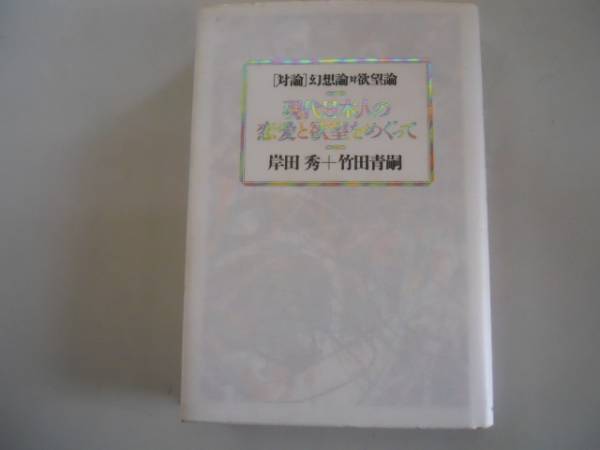 [対論]幻想論対欲望論
現代日本人の
恋愛と欲望をめぐって
岸田 秀+竹田青嗣